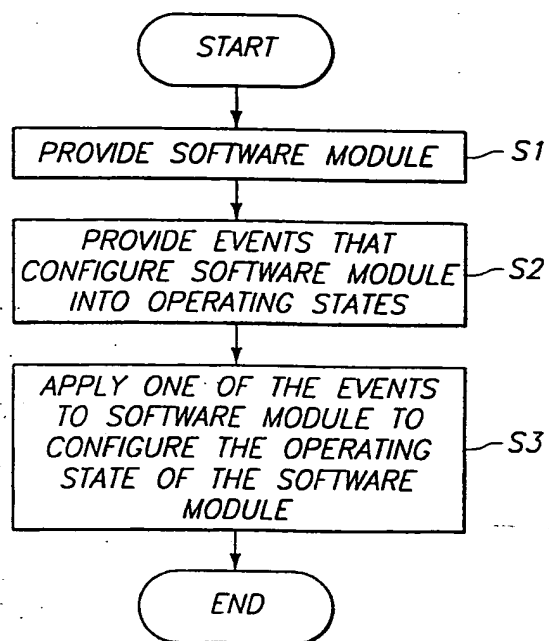 START
PROVIDE SOFTWARE MODULE
S1
PROVIDE EVENTS THAT
CONFIGURE SOFTWARE MODULE
INTO OPERATING STATES
S2
APPLY ONE OF THE EVENTS
TO SOFTWARE MODULE TO
CONFIGURE THE OPERATING
STATE OF THE SOFTWARE
MODULE
S3
END